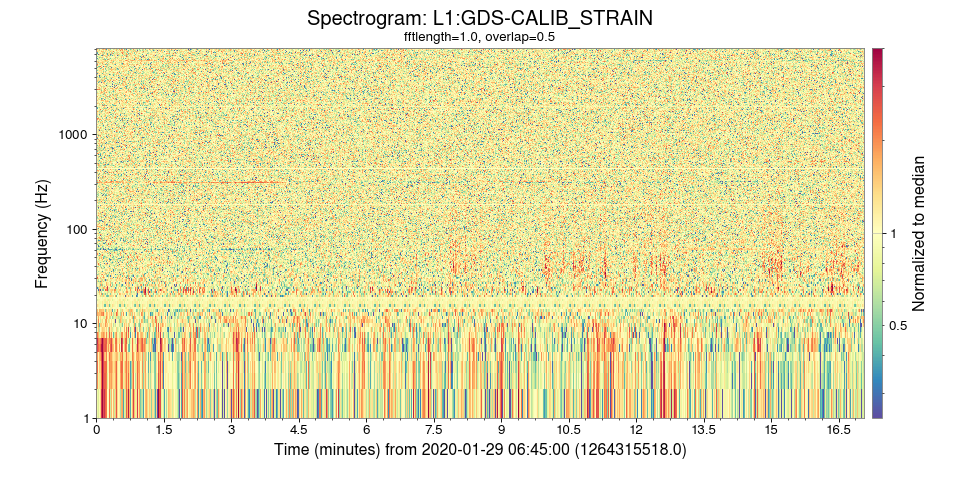 Spectrogram: L1:GDS-CALIB_STRAIN
fftlength=1.0, overlap=0.5
Frequency (Hz)
1000
100
10
1
0 1.5 3 4.5 6 7.5 9 10.5 12 13.5 15 16.5
Time (minutes) from 2020-01-29 06:45:00 (1264315518.0)
1
0.5
Normalized to median